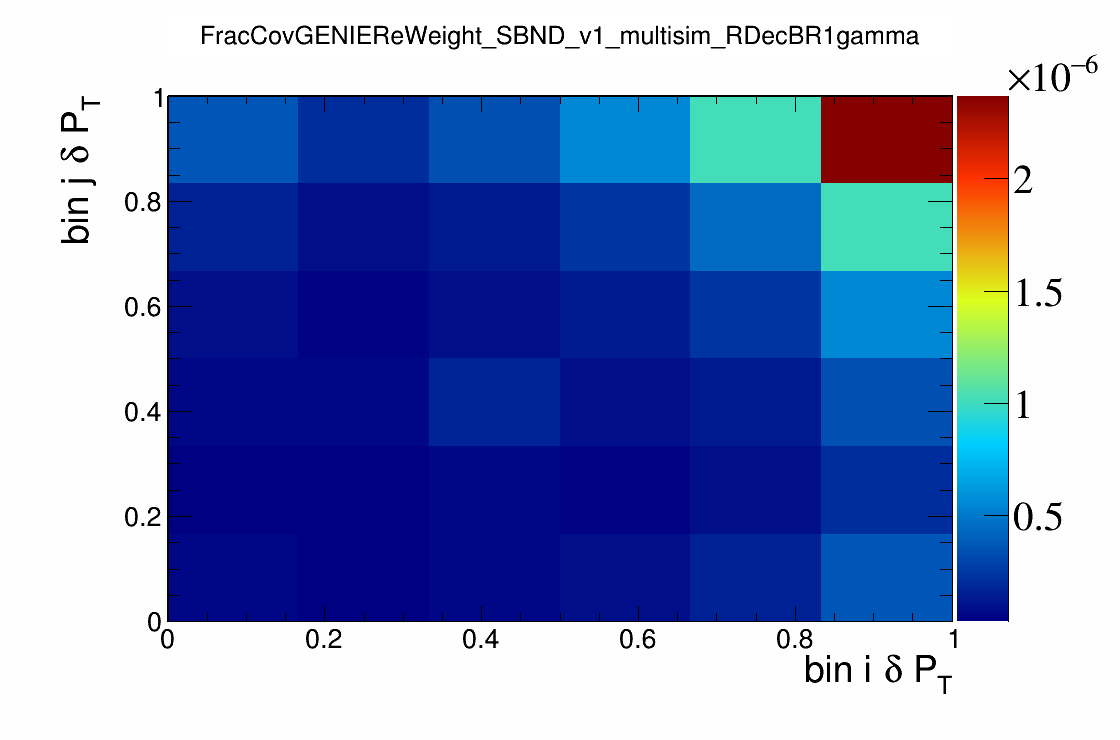 FracCovGENIEReWeight_SBND_v1_multisim_RDecBR1gamma
×10⁻⁶
bin j δ P_T
1
0.8
0.6
0.4
0.2
0
2
1.5
1
0.5
0 0.2 0.4 0.6 0.8 1
bin i δ P_T